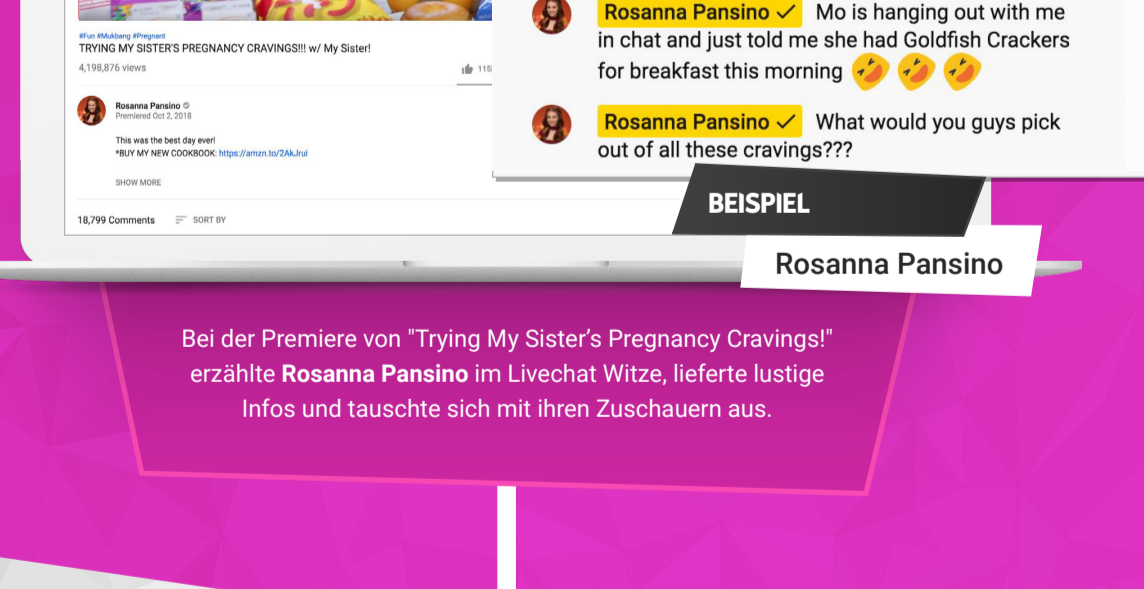 #Fun #Mukbang #Pregnant
TRYING MY SISTER'S PREGNANCY CRAVINGS!!! w/ My Sister!
4,198,876 views
Rosanna Pansino
Premiered Oct 2, 2018
This was the best day ever!
*BUY MY NEW COOKBOOK: https://amzn.to/2AkJrui
SHOW MORE
18,799 Comments SORT BY
Rosanna Pansino ✓ Mo is hanging out with me
in chat and just told me she had Goldfish Crackers
for breakfast this morning 🤣 🤣 🤣
Rosanna Pansino ✓ What would you guys pick
out of all these cravings???
BEISPIEL
Rosanna Pansino
Bei der Premiere von "Trying My Sister’s Pregnancy Cravings!"
erzählte Rosanna Pansino im Livechat Witze, lieferte lustige
Infos und tauschte sich mit ihren Zuschauern aus.